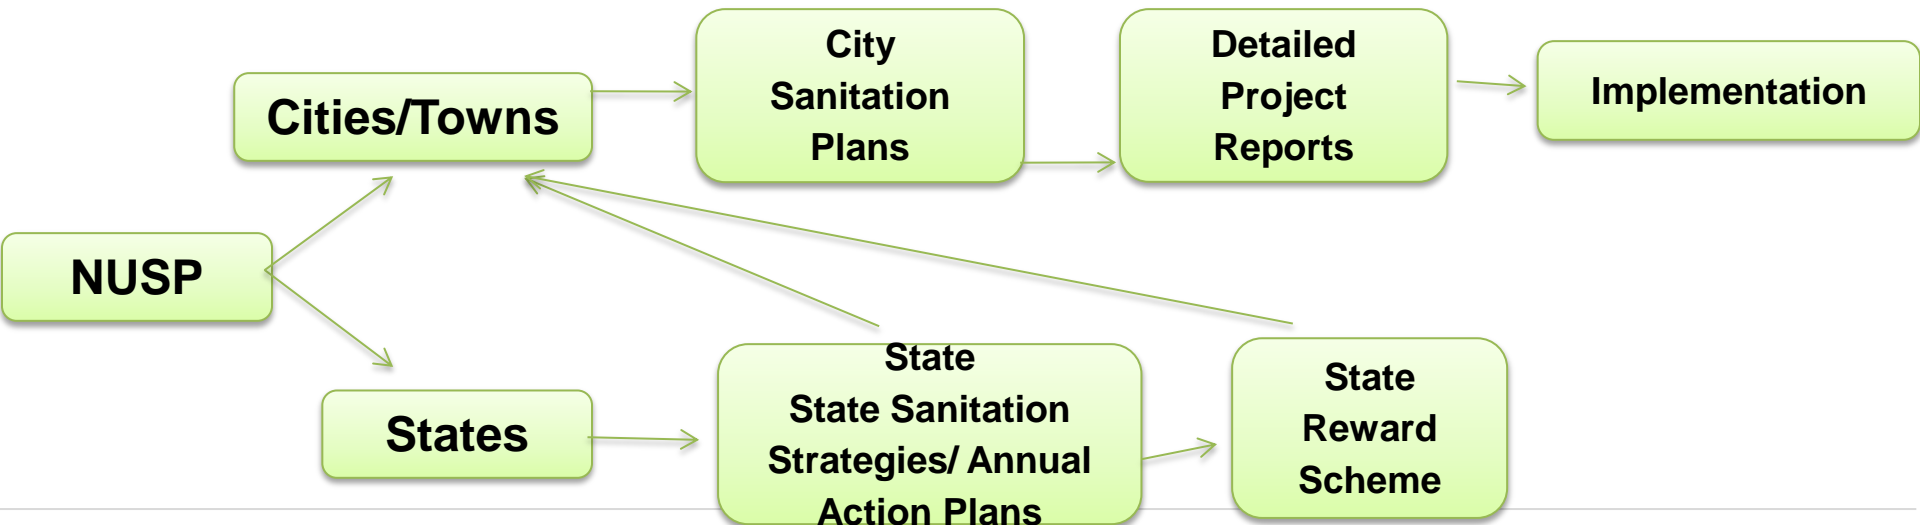 City
Sanitation
Plans
Detailed
Project
Reports
Implementation
Cities/Towns
NUSP
States
State
State Sanitation
Strategies/ Annual
Action Plans
State
Reward
Scheme